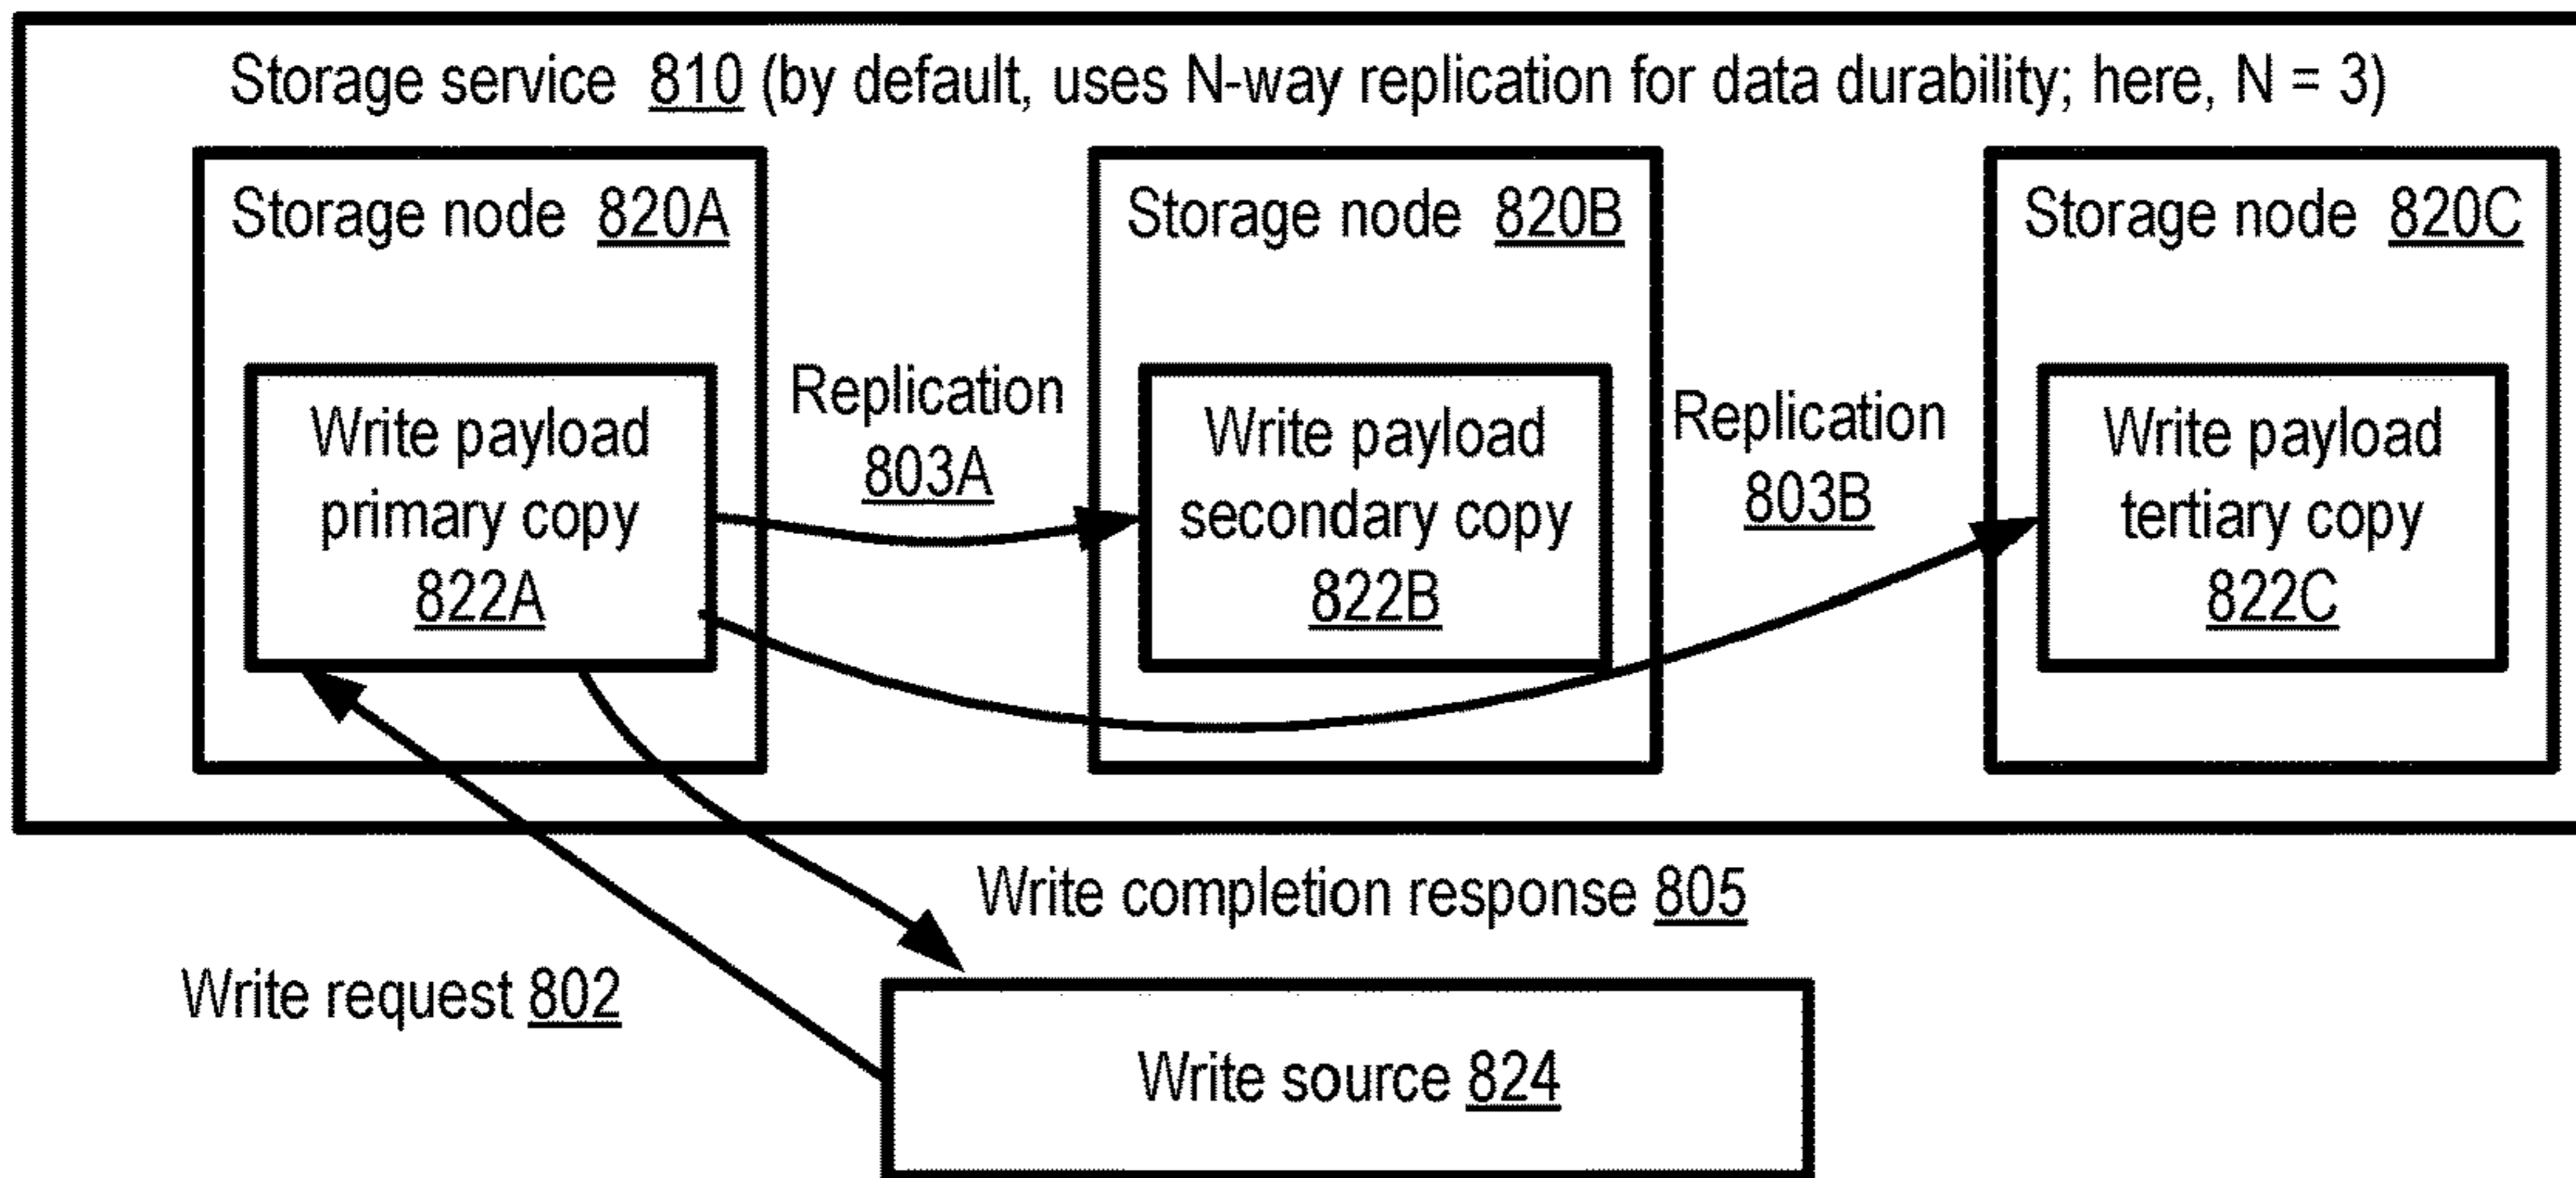 Storage service 810 (by default, uses N-way replication for data durability; here, N = 3)
Storage node 820A
Storage node 820B
Storage node 820C
Write payload
primary copy
822A
Replication
803A
Write payload
secondary copy
822B
Replication
803B
Write payload
tertiary copy
822C
Write completion response 805
Write request 802
Write source 824